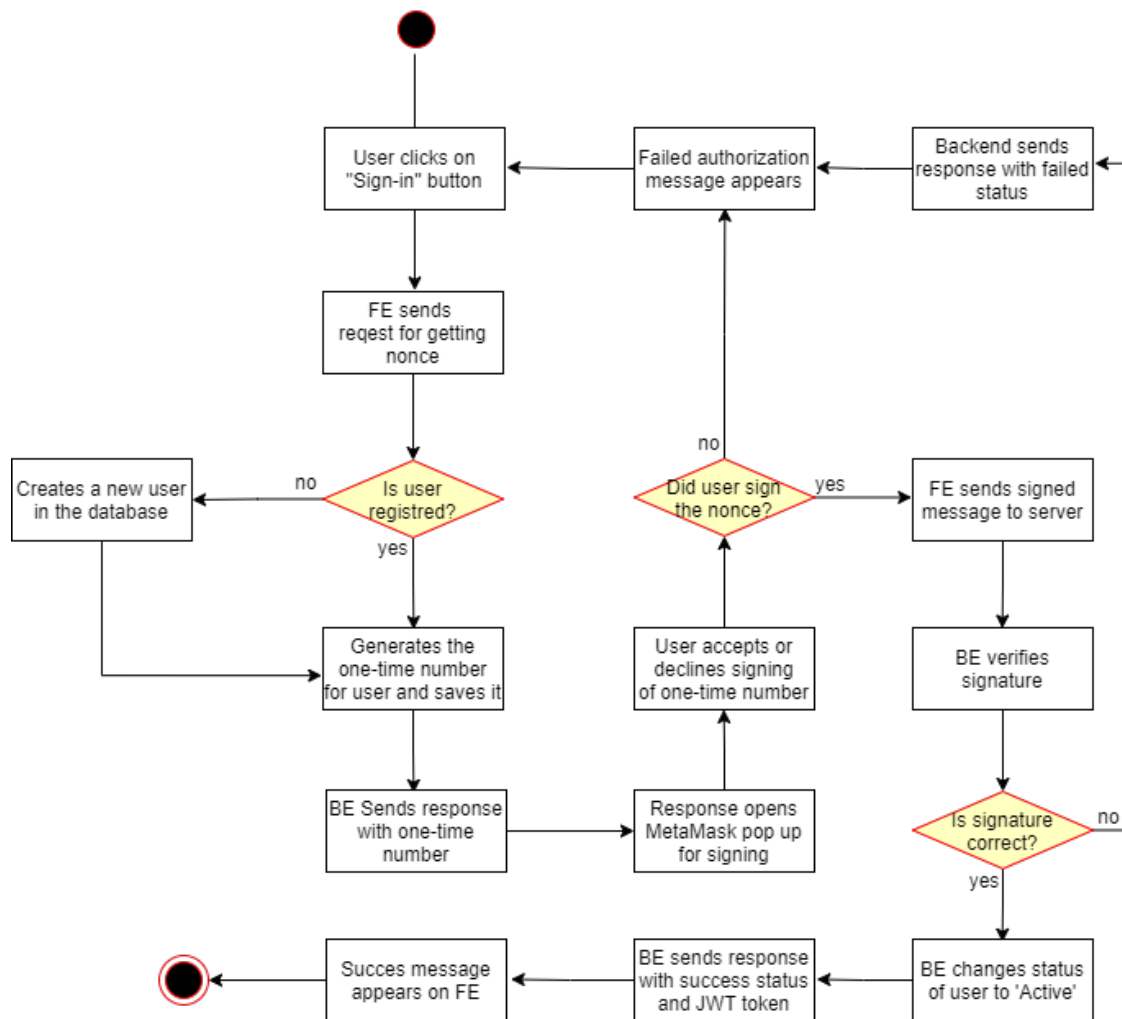 User clicks on
"Sign-in" button
Failed authorization
message appears
Backend sends
response with failed
status
FE sends
reqest for getting
nonce
Creates a new user
in the database
no
Is user
registred?
yes
no
Did user sign
the nonce?
yes
FE sends signed
message to server
Generates the
one-time number
for user and saves it
User accepts or
declines signing
of one-time number
BE verifies
signature
BE Sends response
with one-time
number
Response opens
MetaMask pop up
for signing
Is signature
correct?
no
yes
Succes message
appears on FE
BE sends response
with success status
and JWT token
BE changes status
of user to 'Active'